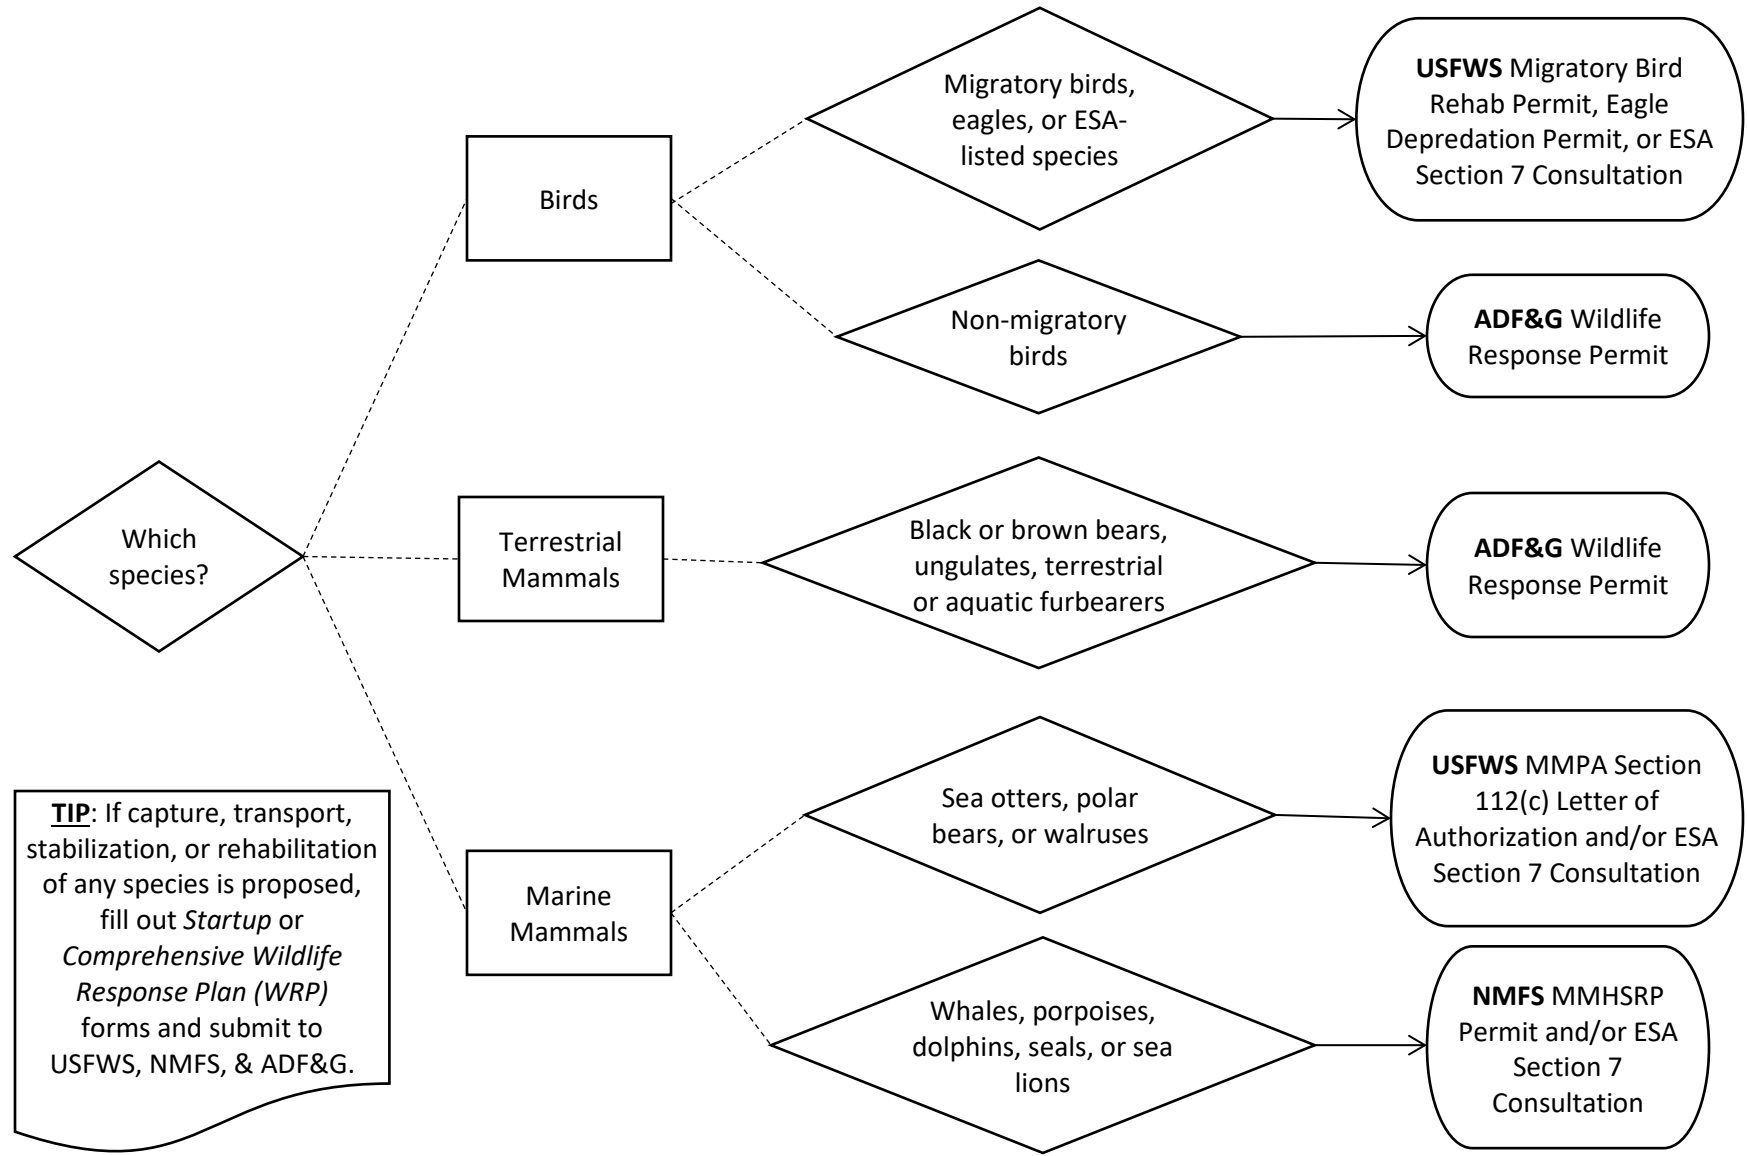 Migratory birds,
eagles, or ESA-
listed species
USFWS Migratory Bird
Rehab Permit, Eagle
Depredation Permit, or ESA
Section 7 Consultation
Birds
Non-migratory
birds
ADF&G Wildlife
Response Permit
Which
species?
Terrestrial
Mammals
Black or brown bears,
ungulates, terrestrial
or aquatic furbearers
ADF&G Wildlife
Response Permit
Sea otters, polar
bears, or walruses
USFWS MMPA Section
112(c) Letter of
Authorization and/or ESA
Section 7 Consultation
Marine
Mammals
Whales, porpoises,
dolphins, seals, or sea
lions
NMFS MMHSRP
Permit and/or ESA
Section 7
Consultation
TIP: If capture, transport,
stabilization, or rehabilitation
of any species is proposed,
fill out Startup or
Comprehensive Wildlife
Response Plan (WRP)
forms and submit to
USFWS, NMFS, & ADF&G.